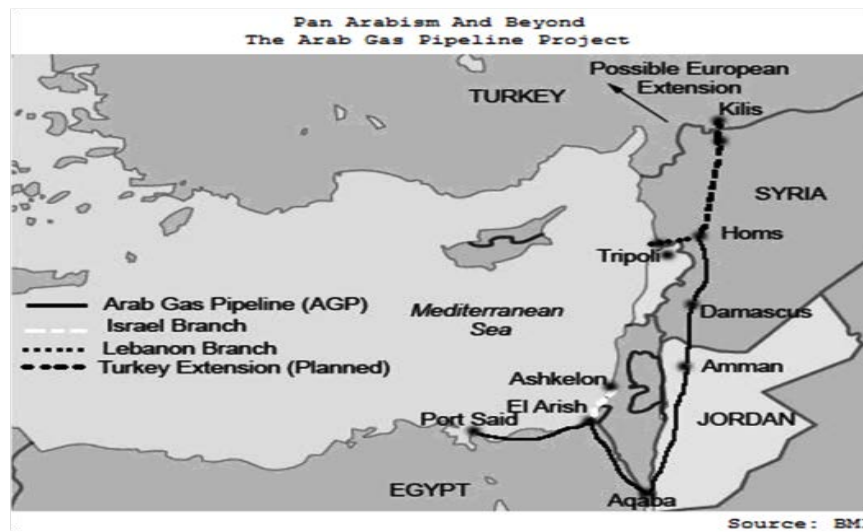 Pan Arabism And Beyond
The Arab Gas Pipeline Project
Possible European
Extension
Kilis
TURKEY
SYRIA
Homs
Tripoli
Arab Gas Pipeline (AGP)
Israel Branch
Lebanon Branch
Turkey Extension (Planned)
Mediterranean
Sea
Damascus
Amman
Ashkelon
El Arish
Port Said
JORDAN
EGYPT
Aqaba
Source: BM